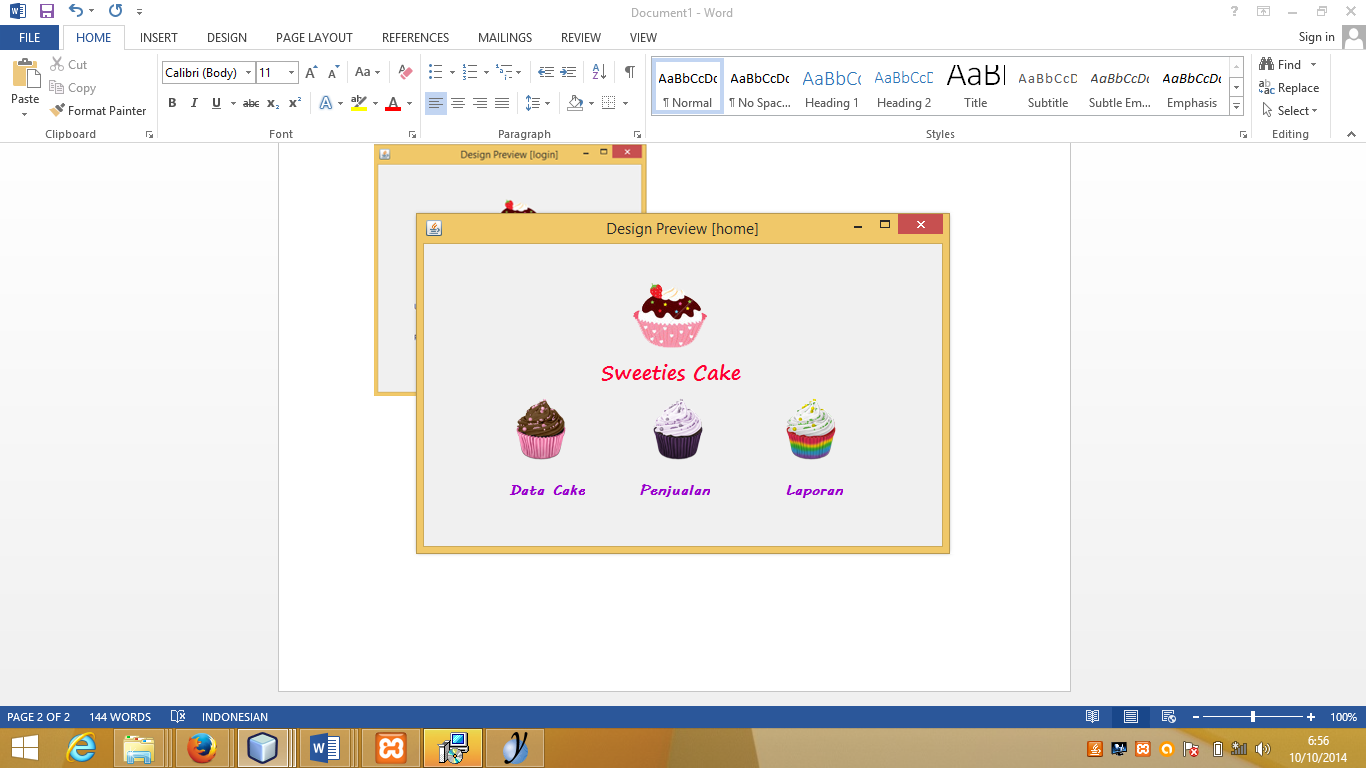 Document1 - Word
?
FILE HOME INSERT DESIGN PAGE LAYOUT REFERENCES MAILINGS REVIEW VIEW Sign in
Paste Cut Copy Format Painter
Calibri (Body) 11
AaBbCcDc AaBbCcDc AaBbCc AaBbCcD AaBl AaBbCcD AaBbCcDc AaBbCcDc
¶ Normal ¶ No Spac... Heading 1 Heading 2 Title Subtitle Subtle Em... Emphasis
Find
Replace
Select
Clipboard Font Paragraph Styles Editing
Design Preview [login]
Design Preview [home]
Sweeties Cake
Data Cake Penjualan Laporan
PAGE 2 OF 2 144 WORDS INDONESIAN 100%
6:56
10/10/2014